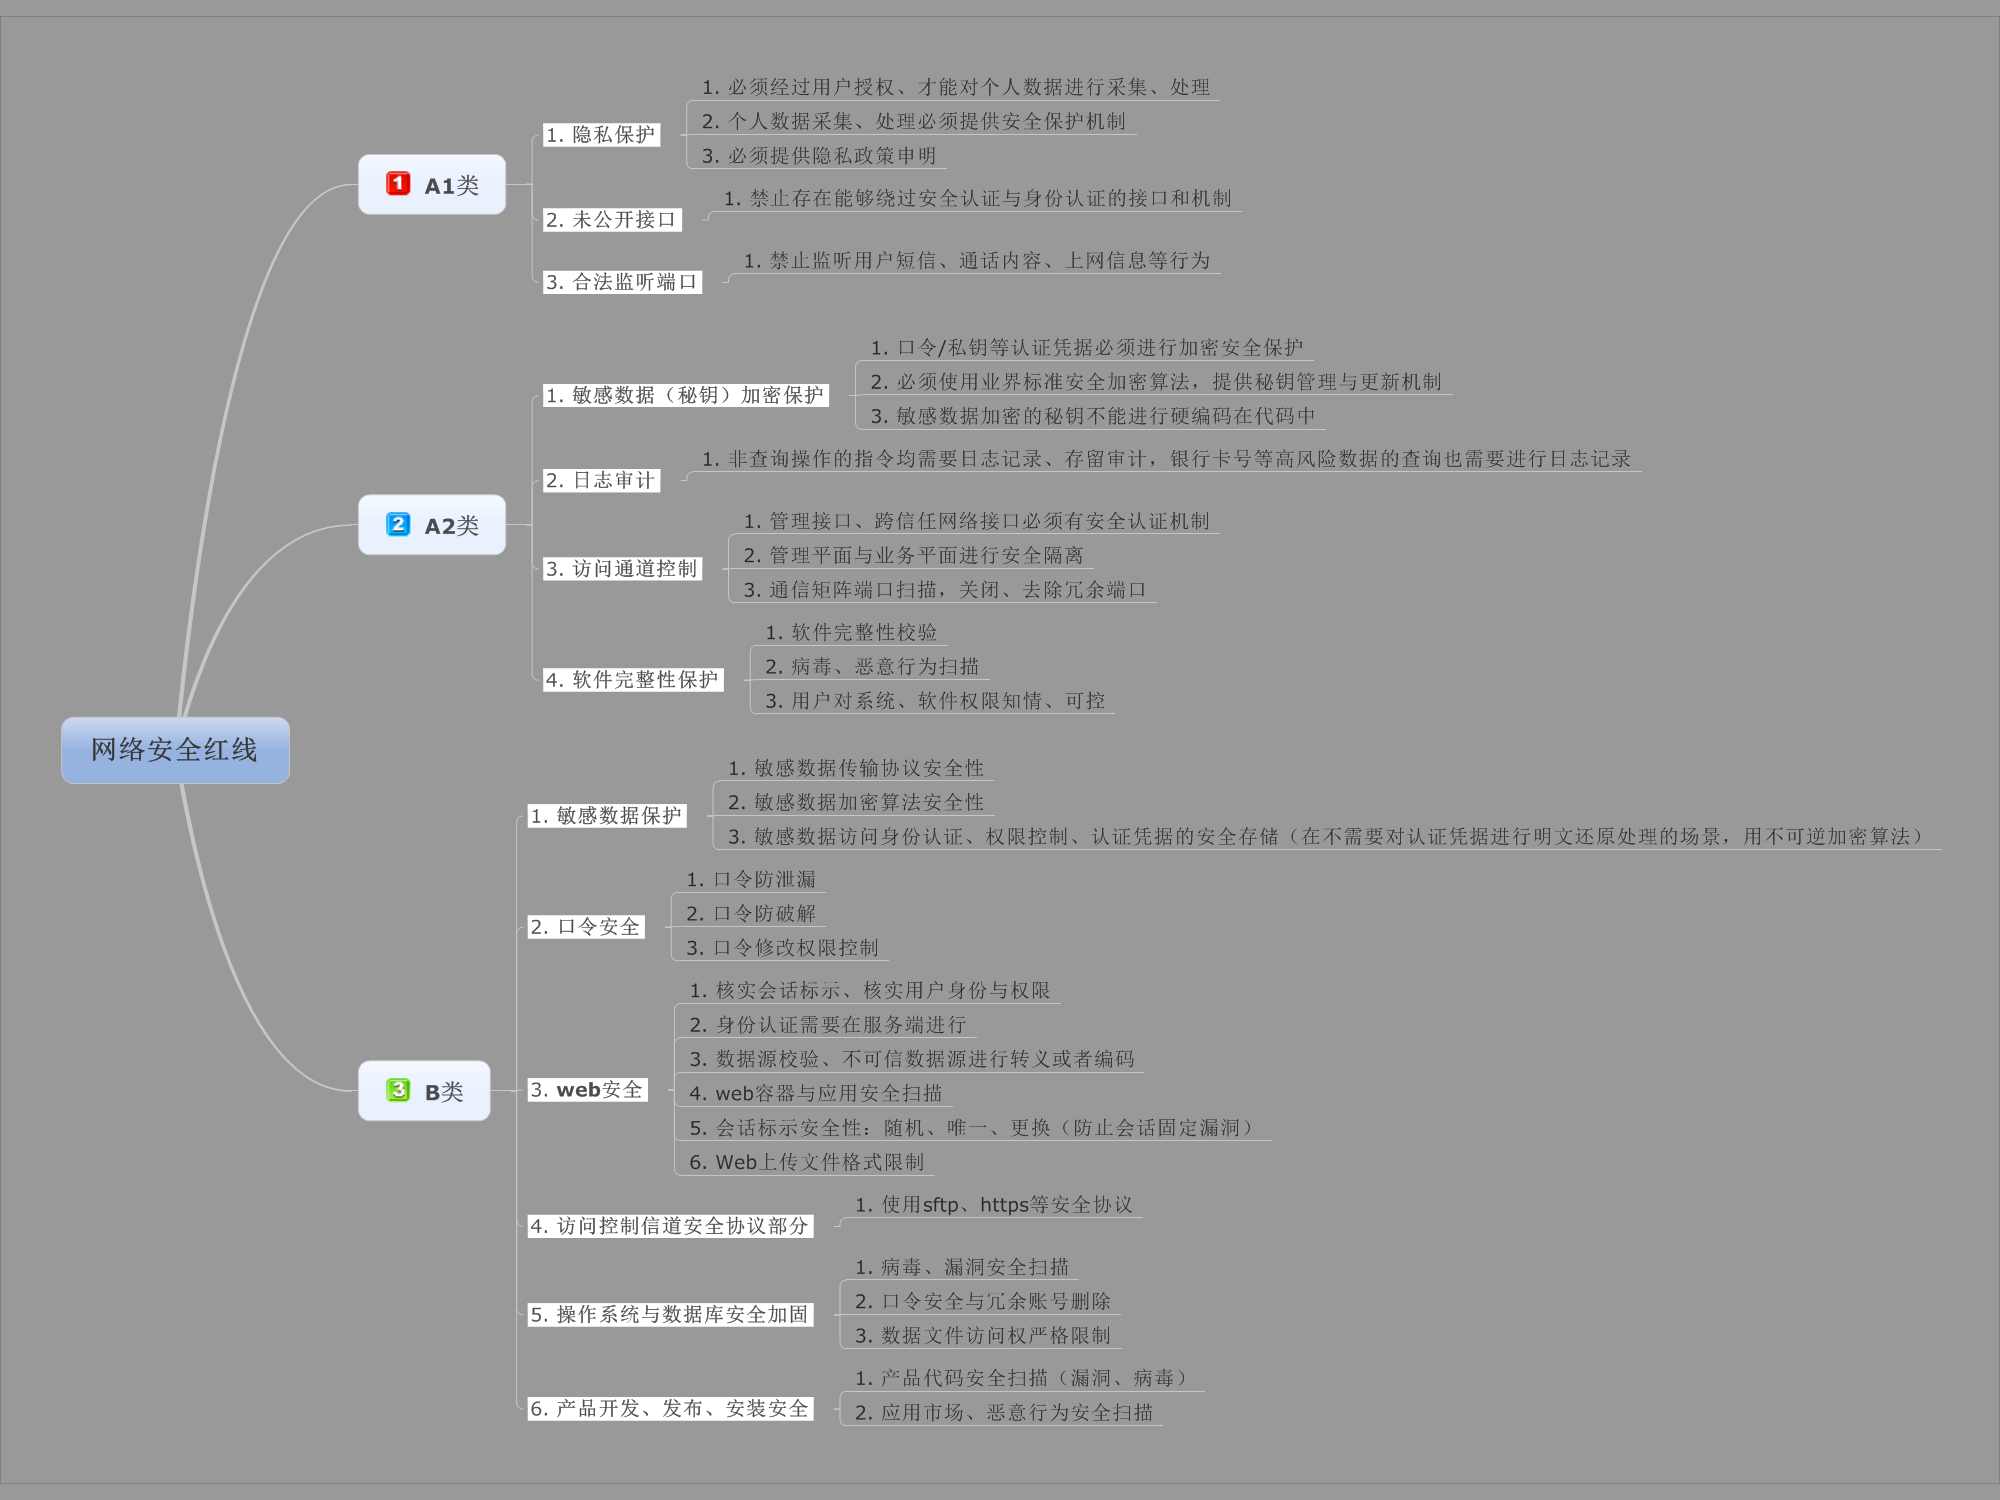 网络安全红线
1 A1类
1. 隐私保护
1. 必须经过用户授权、才能对个人数据进行采集、处理
2. 个人数据采集、处理必须提供安全保护机制
3. 必须提供隐私政策申明
2. 未公开接口
1. 禁止存在能够绕过安全认证与身份认证的接口和机制
3. 合法监听端口
1. 禁止监听用户短信、通话内容、上网信息等行为
2 A2类
1. 敏感数据（秘钥）加密保护
1. 口令/私钥等认证凭据必须进行加密安全保护
2. 必须使用业界标准安全加密算法，提供秘钥管理与更新机制
3. 敏感数据加密的秘钥不能进行硬编码在代码中
2. 日志审计
1. 非查询操作的指令均需要日志记录、存留审计，银行卡号等高风险数据的查询也需要进行日志记录
3. 访问通道控制
1. 管理接口、跨信任网络接口必须有安全认证机制
2. 管理平面与业务平面进行安全隔离
3. 通信矩阵端口扫描，关闭、去除冗余端口
4. 软件完整性保护
1. 软件完整性校验
2. 病毒、恶意行为扫描
3. 用户对系统、软件权限知情、可控
3 B类
1. 敏感数据保护
1. 敏感数据传输协议安全性
2. 敏感数据加密算法安全性
3. 敏感数据访问身份认证、权限控制、认证凭据的安全存储（在不需要对认证凭据进行明文还原处理的场景，用不可逆加密算法）
2. 口令安全
1. 口令防泄漏
2. 口令防破解
3. 口令修改权限控制
3. web安全
1. 核实会话标示、核实用户身份与权限
2. 身份认证需要在服务端进行
3. 数据源校验、不可信数据源进行转义或者编码
4. web容器与应用安全扫描
5. 会话标示安全性：随机、唯一、更换（防止会话固定漏洞）
6. Web上传文件格式限制
4. 访问控制信道安全协议部分
1. 使用sftp、https等安全协议
5. 操作系统与数据库安全加固
1. 病毒、漏洞安全扫描
2. 口令安全与冗余账号删除
3. 数据文件访问权严格限制
6. 产品开发、发布、安装安全
1. 产品代码安全扫描（漏洞、病毒）
2. 应用市场、恶意行为安全扫描